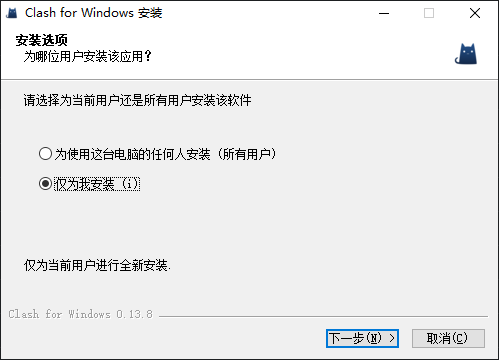 Clash for Windows 安装
安装选项
为哪位用户安装该应用？
请选择为当前用户还是所有用户安装该软件
为使用这台电脑的任何人安装（所有用户）
仅为我安装 (i)
仅为当前用户进行全新安装.
Clash for Windows 0.13.8
下一步(N) > 取消(C)